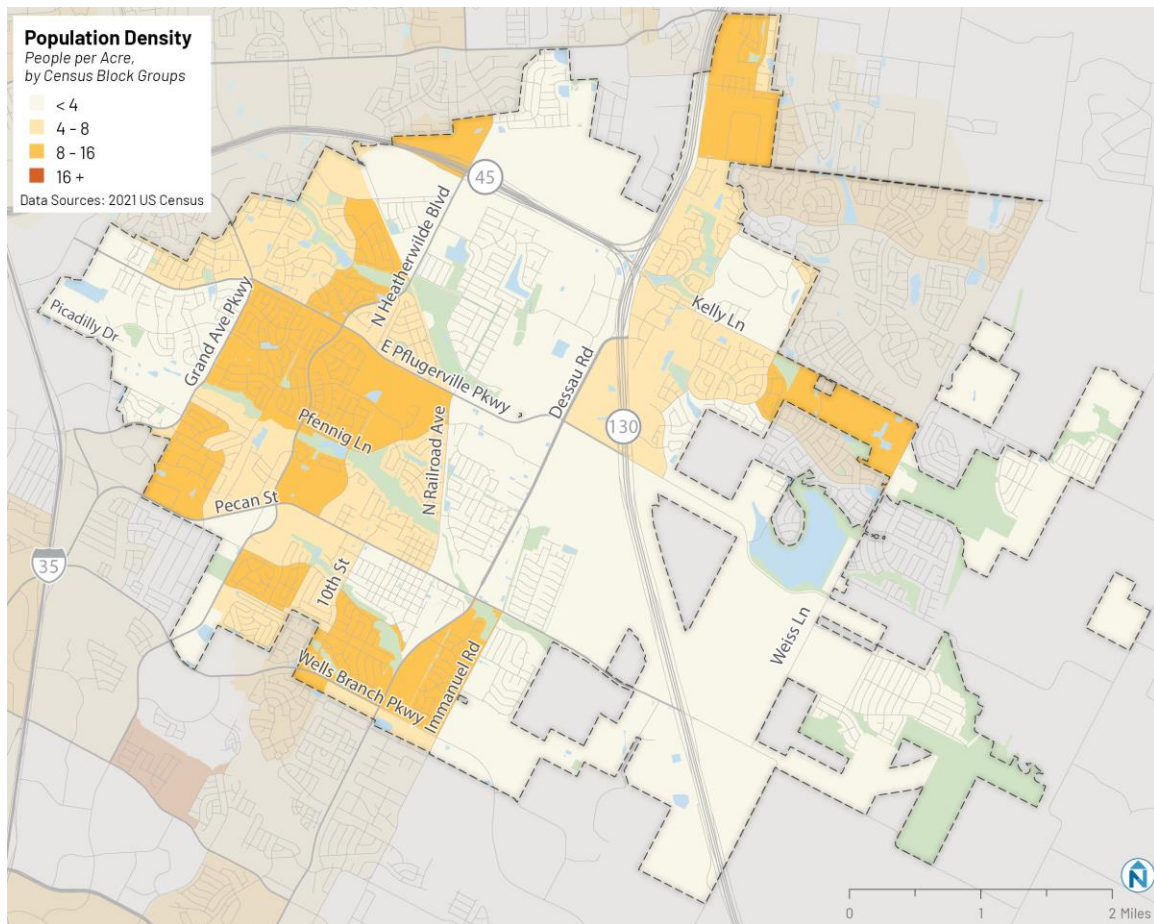 Population Density
People per Acre,
by Census Block Groups
< 4
4 - 8
8 - 16
16 +
Data Sources: 2021 US Census
45
N Heatherwilde Blvd
Kelly Ln
Picadilly Dr
Grand Ave Pkwy
E Pflugerville Pkwy
Dessau Rd
130
Pfennig Ln
N Railroad Ave
Pecan St
35
10th St
Weiss Ln
Wells Branch Pkwy
Immanuel Rd
N
0 1 2 Miles